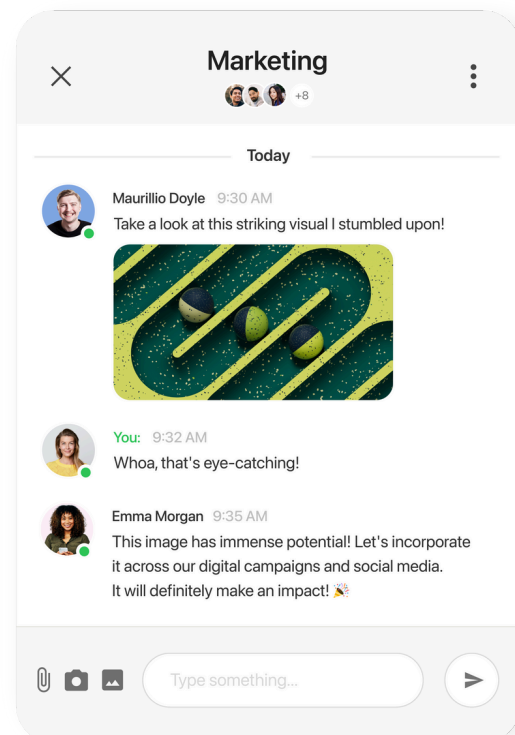 Marketing
+8
Today
Maurillio Doyle 9:30 AM
Take a look at this striking visual I stumbled upon!
You: 9:32 AM
Whoa, that's eye-catching!
Emma Morgan 9:35 AM
This image has immense potential! Let's incorporate
it across our digital campaigns and social media.
It will definitely make an impact! 🎉
Type something...